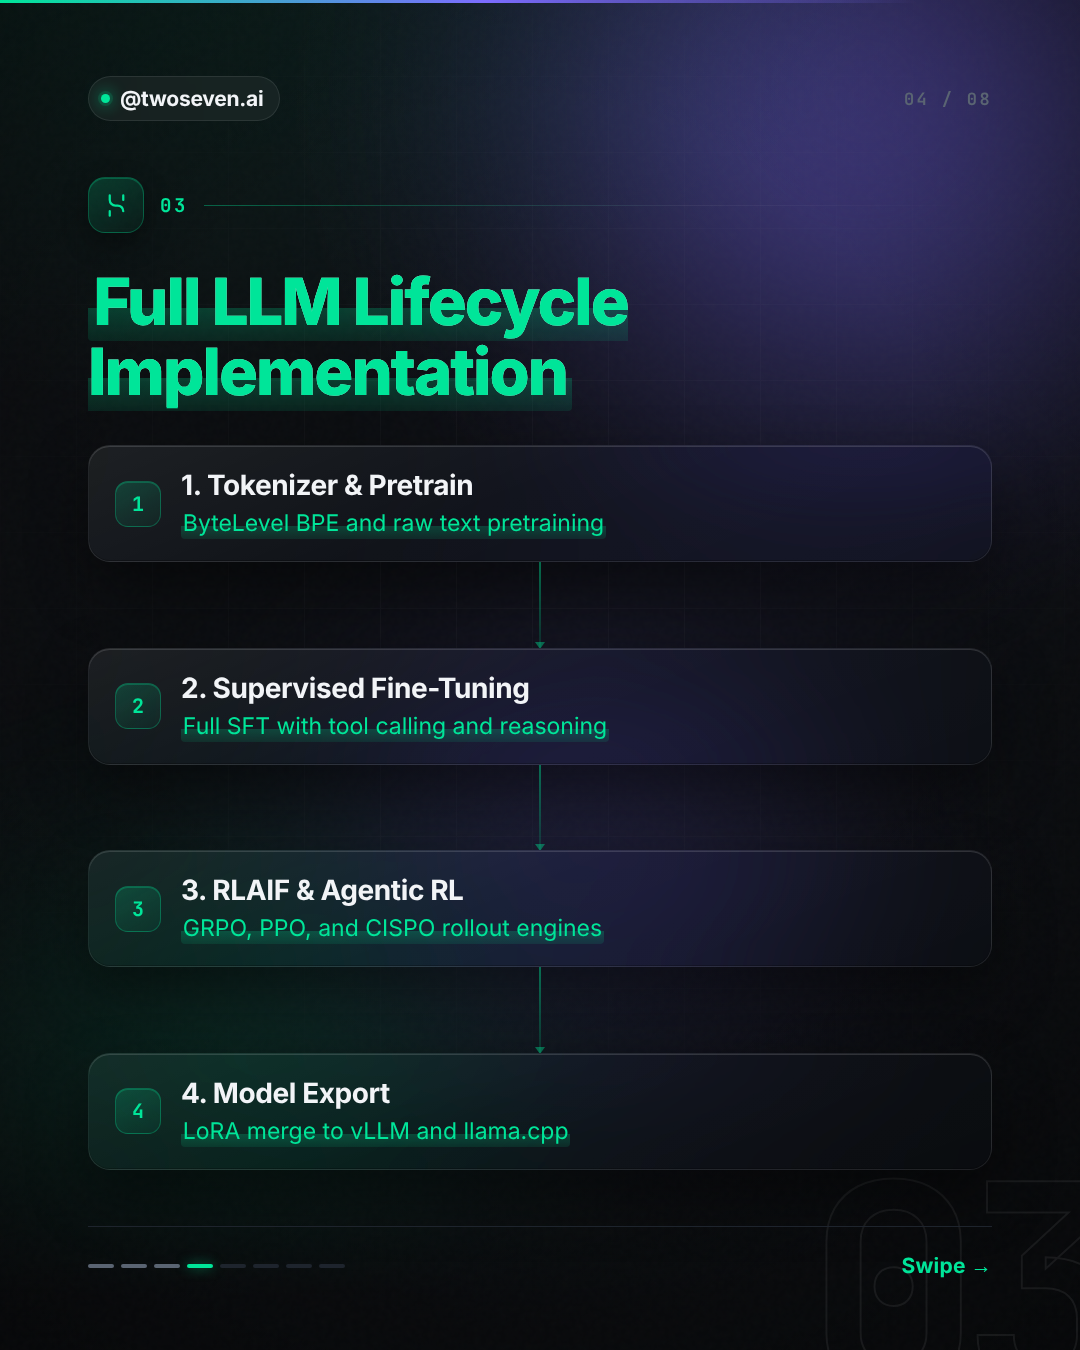 @twoseven.ai
04 / 08
03
Full LLM Lifecycle
Implementation
1
1. Tokenizer & Pretrain
ByteLevel BPE and raw text pretraining
2
2. Supervised Fine-Tuning
Full SFT with tool calling and reasoning
3
3. RLAIF & Agentic RL
GRPO, PPO, and CISPO rollout engines
4
4. Model Export
LoRA merge to vLLM and llama.cpp
03
Swipe →